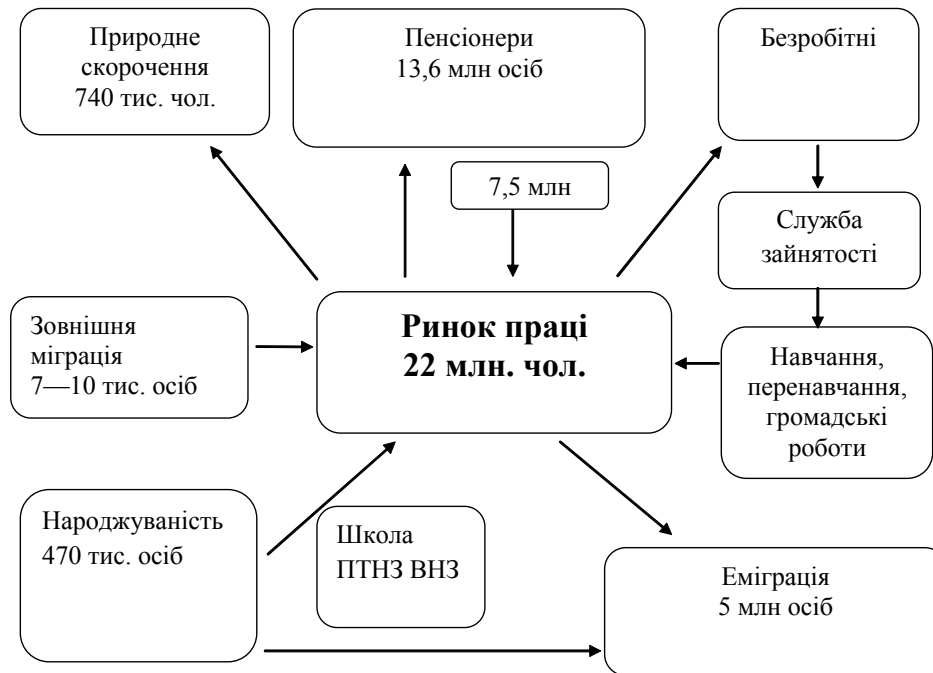 Природне
скорочення
740 тис. чол.
Пенсіонери
13,6 млн осіб
Безробітні
7,5 млн
Служба
зайнятості
Зовнішня
міграція
7—10 тис. осіб
Ринок праці
22 млн. чол.
Навчання,
перенавчання,
громадські
роботи
Народжуваність
470 тис. осіб
Школа
ПТНЗ ВНЗ
Еміграція
5 млн осіб